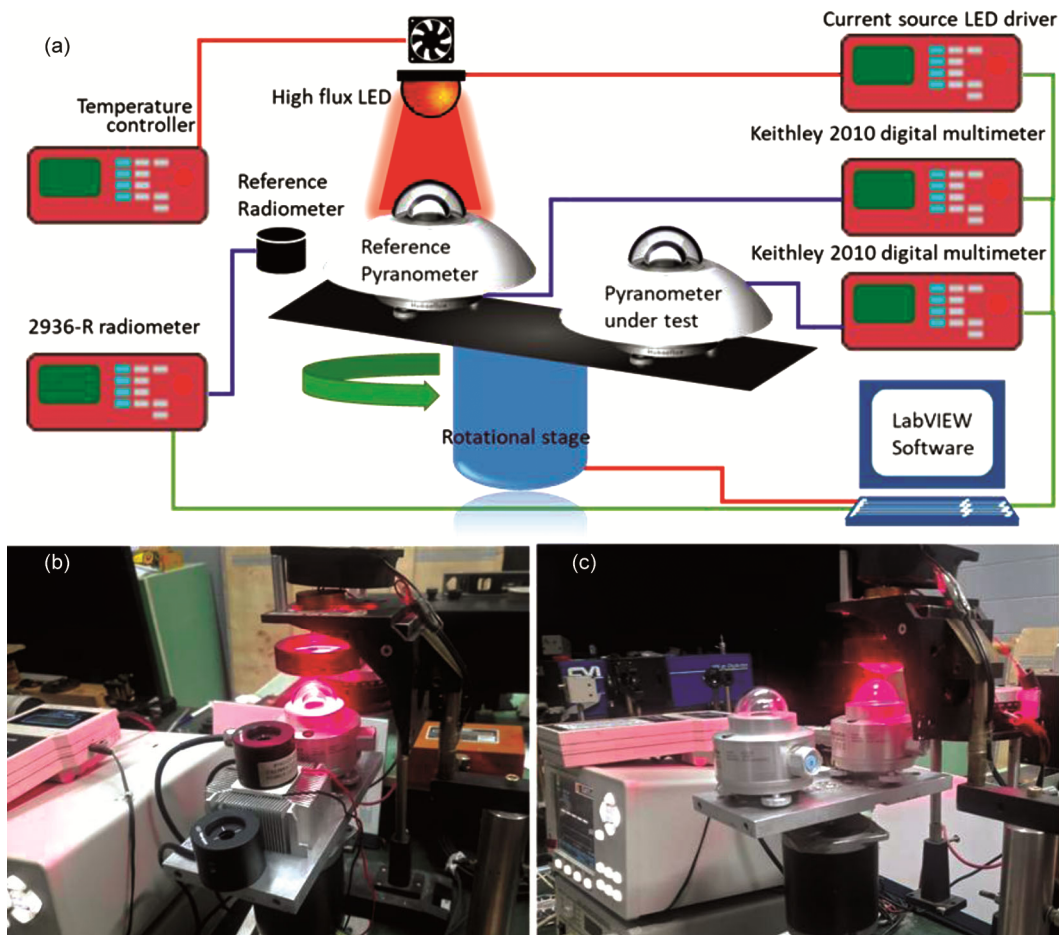 (a)
Current source LED driver
High flux LED
Temperature
controller
Keithley 2010 digital multimeter
Reference
Radiometer
Reference
Pyranometer
Keithley 2010 digital multimeter
Pyranometer
under test
2936-R radiometer
LabVIEW
Software
Rotational stage
(b)
(c)